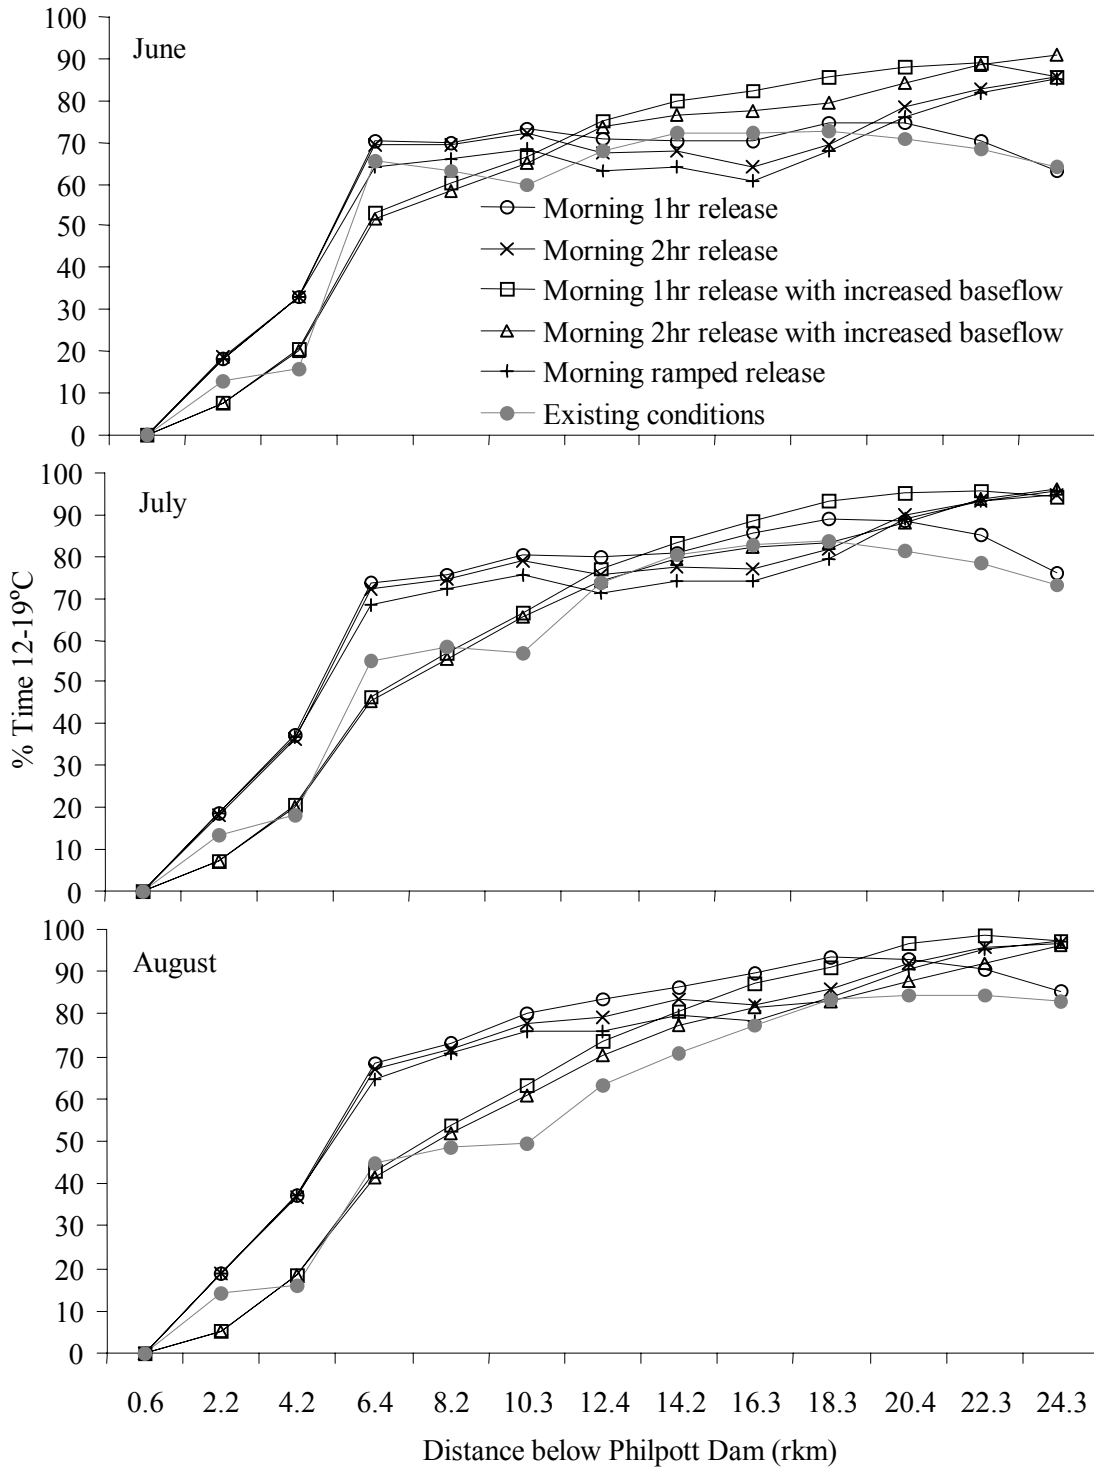 June
100
90
80
70
60
50
40
30
20
10
0
Morning 1hr release
Morning 2hr release
Morning 1hr release with increased baseflow
Morning 2hr release with increased baseflow
Morning ramped release
Existing conditions
% Time 12-19°C
July
100
90
80
70
60
50
40
30
20
10
0
August
100
90
80
70
60
50
40
30
20
10
0
0.6 2.2 4.2 6.4 8.2 10.3 12.4 14.2 16.3 18.3 20.4 22.3 24.3
Distance below Philpott Dam (rkm)